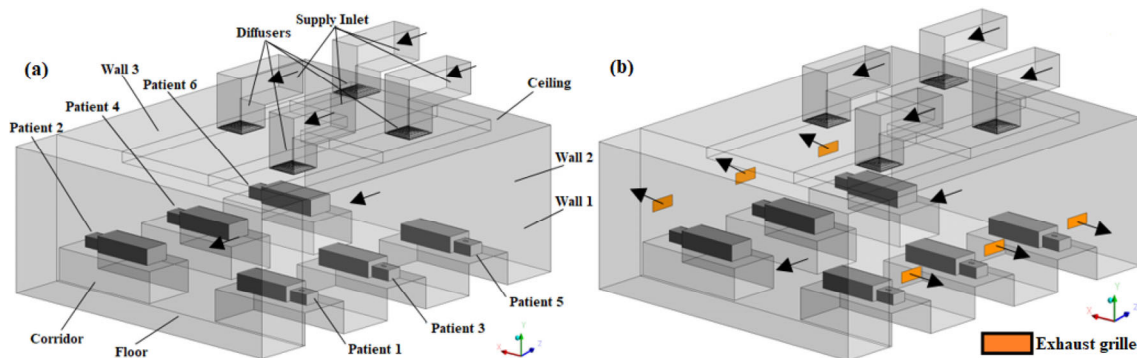 (a)
Supply Inlet
Diffusers
Wall 3
Patient 6
Patient 4
Patient 2
Ceiling
Wall 2
Wall 1
Patient 5
Patient 3
Patient 1
Corridor
Floor
Y
X
Z
(b)
Y
X
Z
Exhaust grille